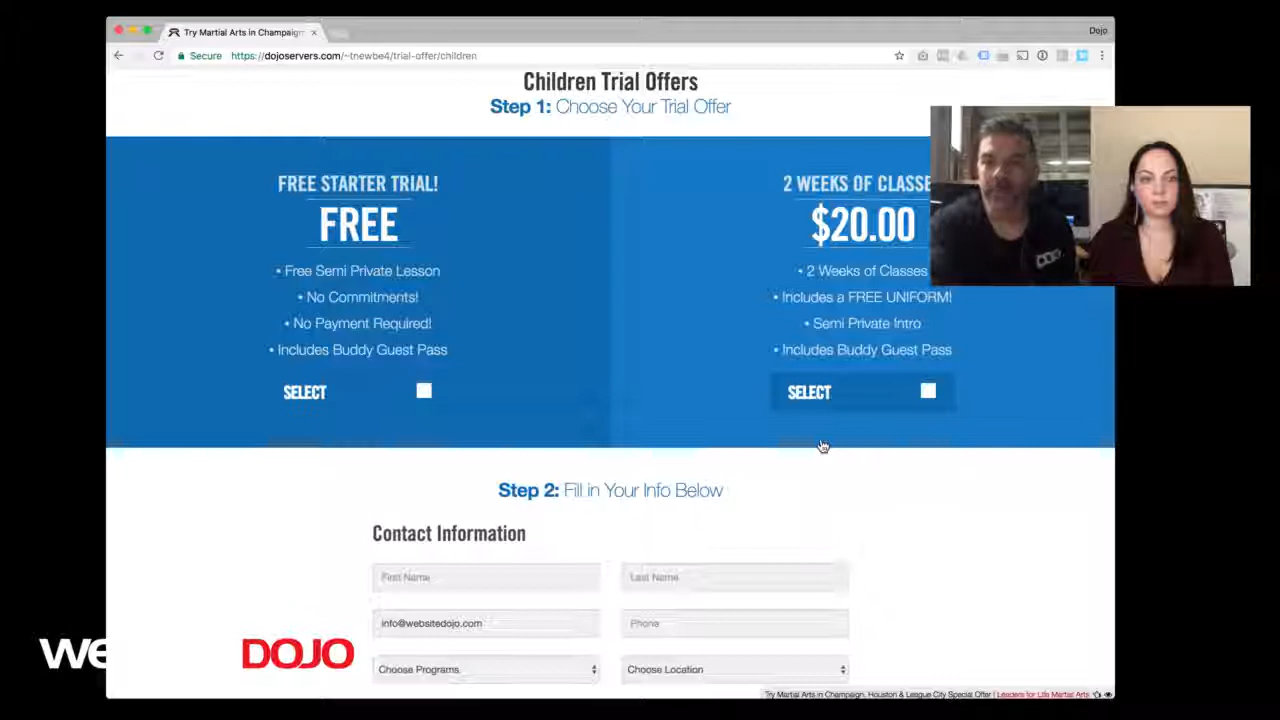 Try Martial Arts in Champaign
Dojo
Secure
https://dojoservers.com/~tnewbe4/trial-offer/children
Children Trial Offers
Step 1: Choose Your Trial Offer
FREE STARTER TRIAL!
FREE
• Free Semi Private Lesson
• No Commitments!
• No Payment Required!
• Includes Buddy Guest Pass
SELECT
2 WEEKS OF CLASSE
$20.00
• 2 Weeks of Classes
• Includes a FREE UNIFORM!
• Semi Private Intro
• Includes Buddy Guest Pass
SELECT
DOJO
Step 2: Fill in Your Info Below
Contact Information
First Name
Last Name
info@websitedojo.com
Phone
Choose Programs
Choose Location
WE DOJO
Try Martial Arts in Champaign, Houston & League City Special Offer | Leaders for Life Martial Arts